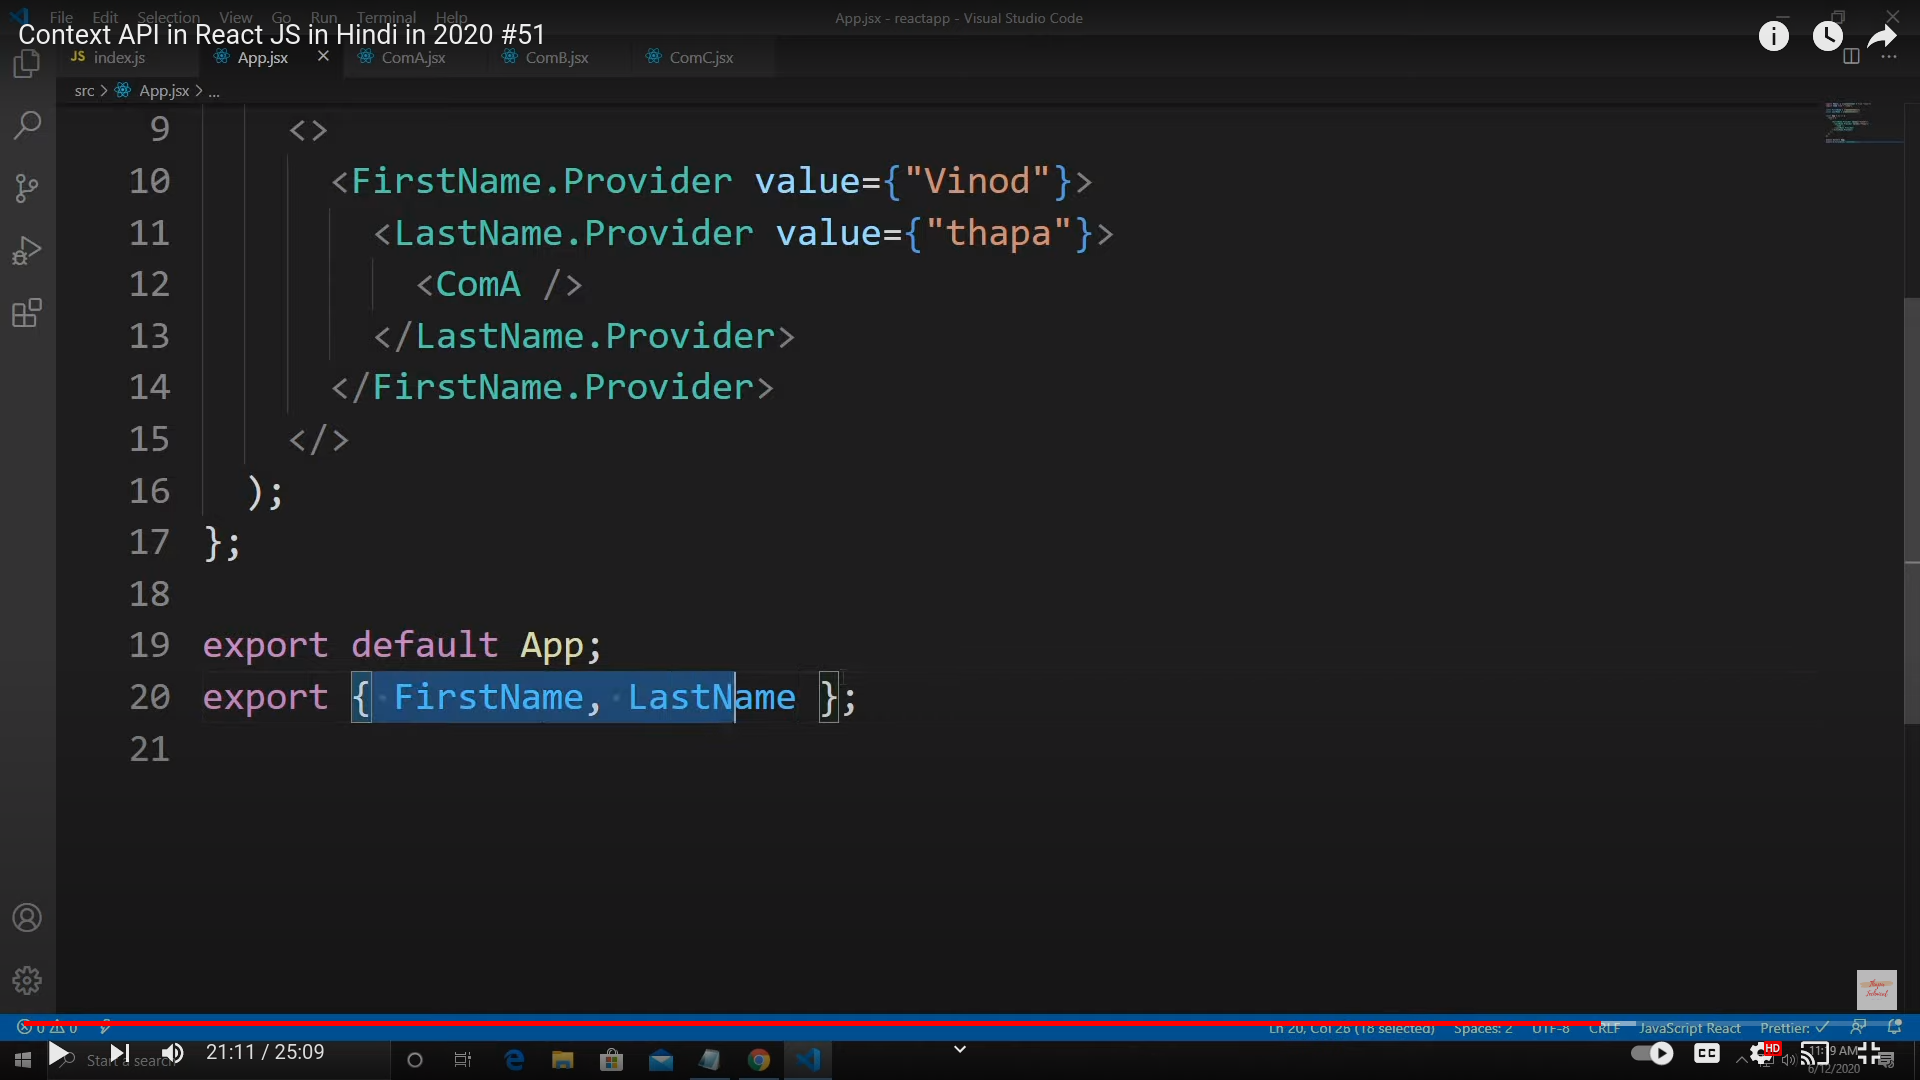 File Edit Selection View Go Run Terminal Help
App.jsx - reactapp - Visual Studio Code
Context API in React JS in Hindi in 2020 #51
JS index.js App.jsx × ComA.jsx ComB.jsx ComC.jsx
src > App.jsx > ...
9 <>
10 <FirstName.Provider value={"Vinod"}>
11 <LastName.Provider value={"thapa"}>
12 <ComA />
13 </LastName.Provider>
14 </FirstName.Provider>
15 </>
16 );
17 };
18
19 export default App;
20 export { FirstName, LastName };
21
0 0 Ln 20, Col 26 (18 selected) Spaces: 2 UTF-8 CRLF JavaScript React Prettier: ✓
21:11 / 25:09
Start a search
CC HD
6/12/2020